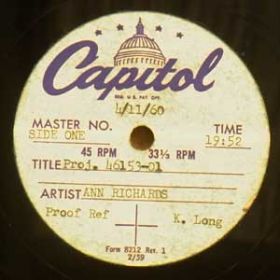 Capitol
REG. U.S. PAT. OFF.
4/11/60
MASTER NO. TIME
SIDE ONE 19:52
45 RPM 33⅓ RPM
TITLE Proj. 46153-01
ARTIST ANN RICHARDS
Proof Ref K. Long
Form 8212 Rev. 1
2/59